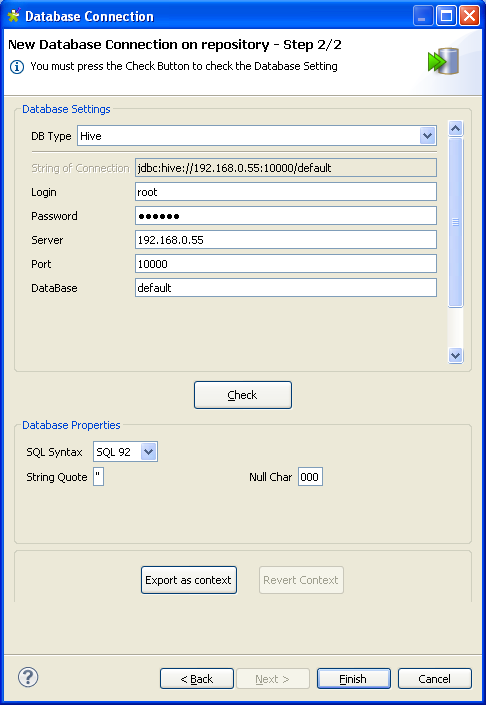 Database Connection
New Database Connection on repository - Step 2/2
You must press the Check Button to check the Database Setting
Database Settings
DB Type Hive
String of Connection jdbc:hive://192.168.0.55:10000/default
Login root
Password ●●●●●●
Server 192.168.0.55
Port 10000
DataBase default
Check
Database Properties
SQL Syntax SQL 92
String Quote " Null Char 000
Export as context Revert Context
? < Back Next > Finish Cancel